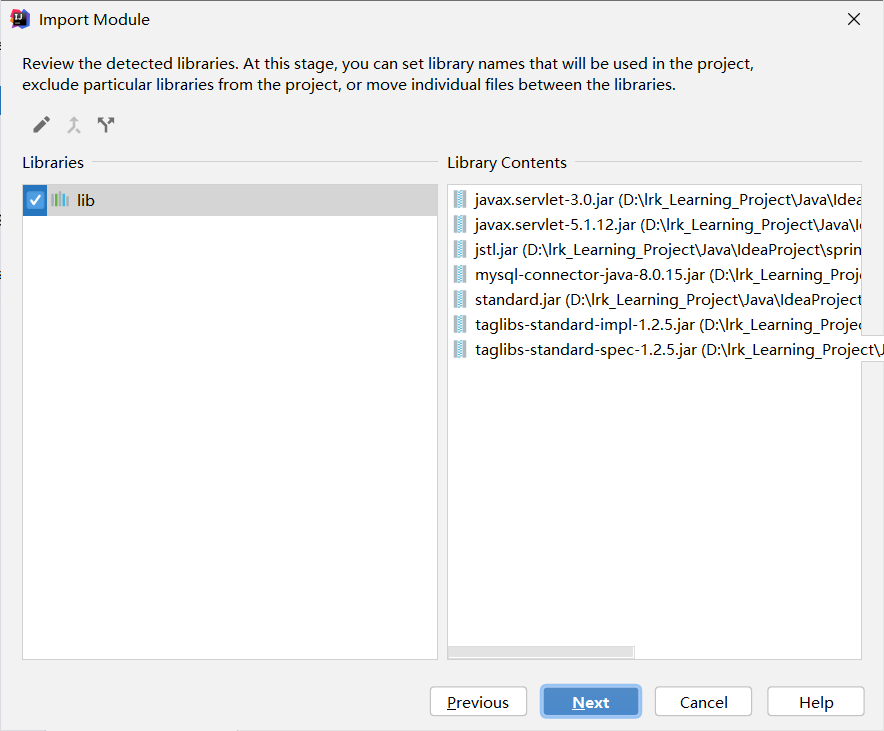 Import Module
Review the detected libraries. At this stage, you can set library names that will be used in the project,
exclude particular libraries from the project, or move individual files between the libraries.
Libraries
lib
Library Contents
javax.servlet-3.0.jar (D:\lrk_Learning_Project\Java\Idea
javax.servlet-5.1.12.jar (D:\lrk_Learning_Project\Java\I
jstl.jar (D:\lrk_Learning_Project\Java\IdeaProject\sprin
mysql-connector-java-8.0.15.jar (D:\lrk_Learning_Proj
standard.jar (D:\lrk_Learning_Project\Java\IdeaProject
taglibs-standard-impl-1.2.5.jar (D:\lrk_Learning_Projec
taglibs-standard-spec-1.2.5.jar (D:\lrk_Learning_Project\J
Previous
Next
Cancel
Help